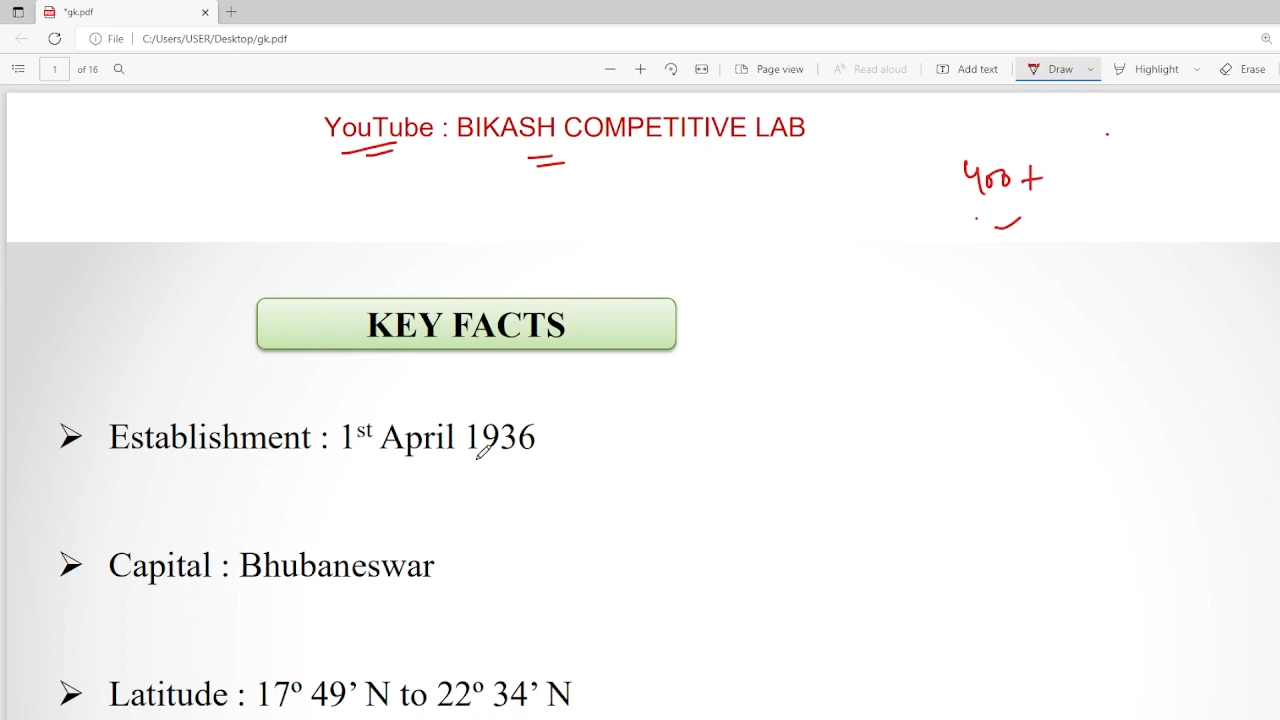 *gk.pdf
File C:/Users/USER/Desktop/gk.pdf
1 of 16 Page view Read aloud Add text Draw Highlight Erase
YouTube : BIKASH COMPETITIVE LAB
400 +
KEY FACTS
➢ Establishment : 1st April 1936
➢ Capital : Bhubaneswar
➢ Latitude : 17º 49’ N to 22º 34’ N